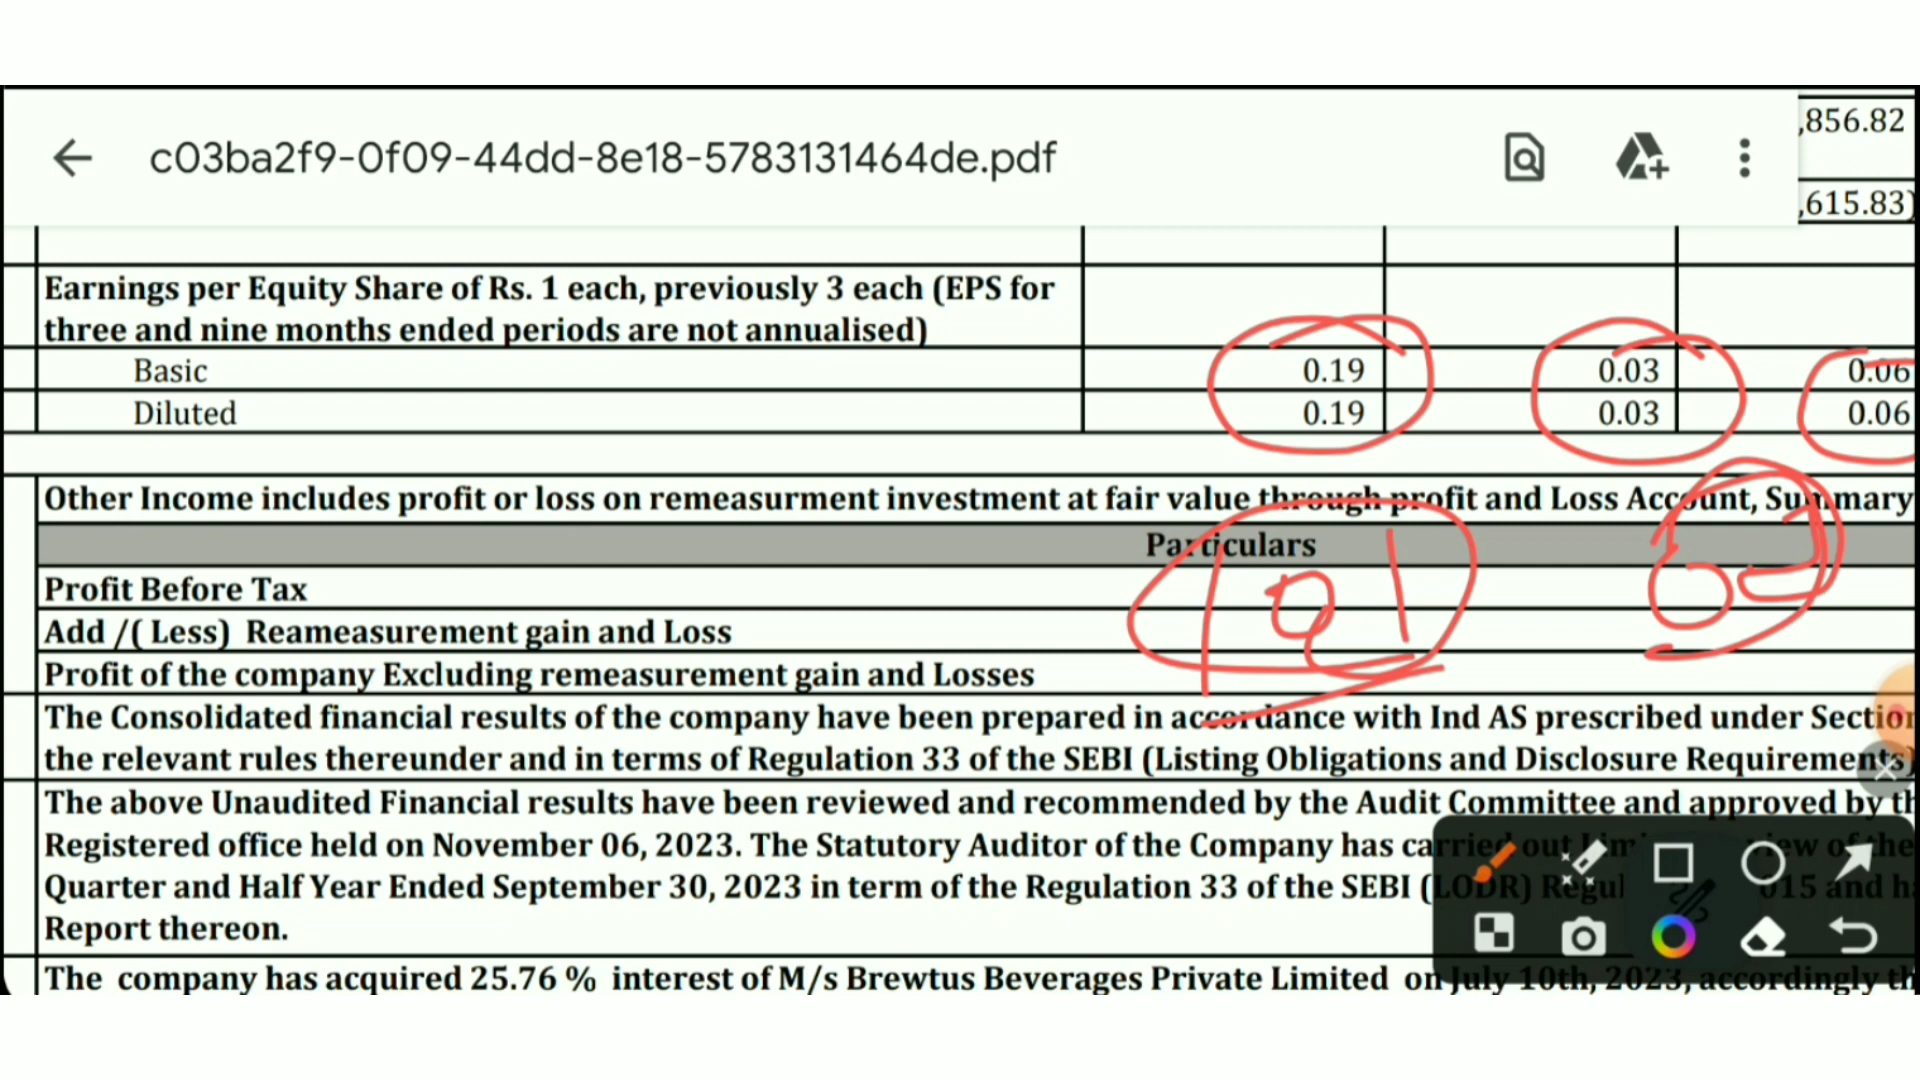 c03ba2f9-0f09-44dd-8e18-5783131464de.pdf
,856.82
,615.83)
Earnings per Equity Share of Rs. 1 each, previously 3 each (EPS for
three and nine months ended periods are not annualised)
Basic 0.19 0.03 0.06
Diluted 0.19 0.03 0.06
Other Income includes profit or loss on remeasurment investment at fair value through profit and Loss Account, Summary
Particulars
Profit Before Tax
Add /( Less) Reameasurement gain and Loss
Profit of the company Excluding remeasurement gain and Losses
The Consolidated financial results of the company have been prepared in accordance with Ind AS prescribed under Section
the relevant rules thereunder and in terms of Regulation 33 of the SEBI (Listing Obligations and Disclosure Requirements)
The above Unaudited Financial results have been reviewed and recommended by the Audit Committee and approved by
Registered office held on November 06, 2023. The Statutory Auditor of the Company has carried out of the
Quarter and Half Year Ended September 30, 2023 in term of the Regulation 33 of the SEBI (LODR) 015 and
Report thereon.
The company has acquired 25.76 % interest of M/s Brewtus Beverages Private Limited on July 10th, 2023, accordingly